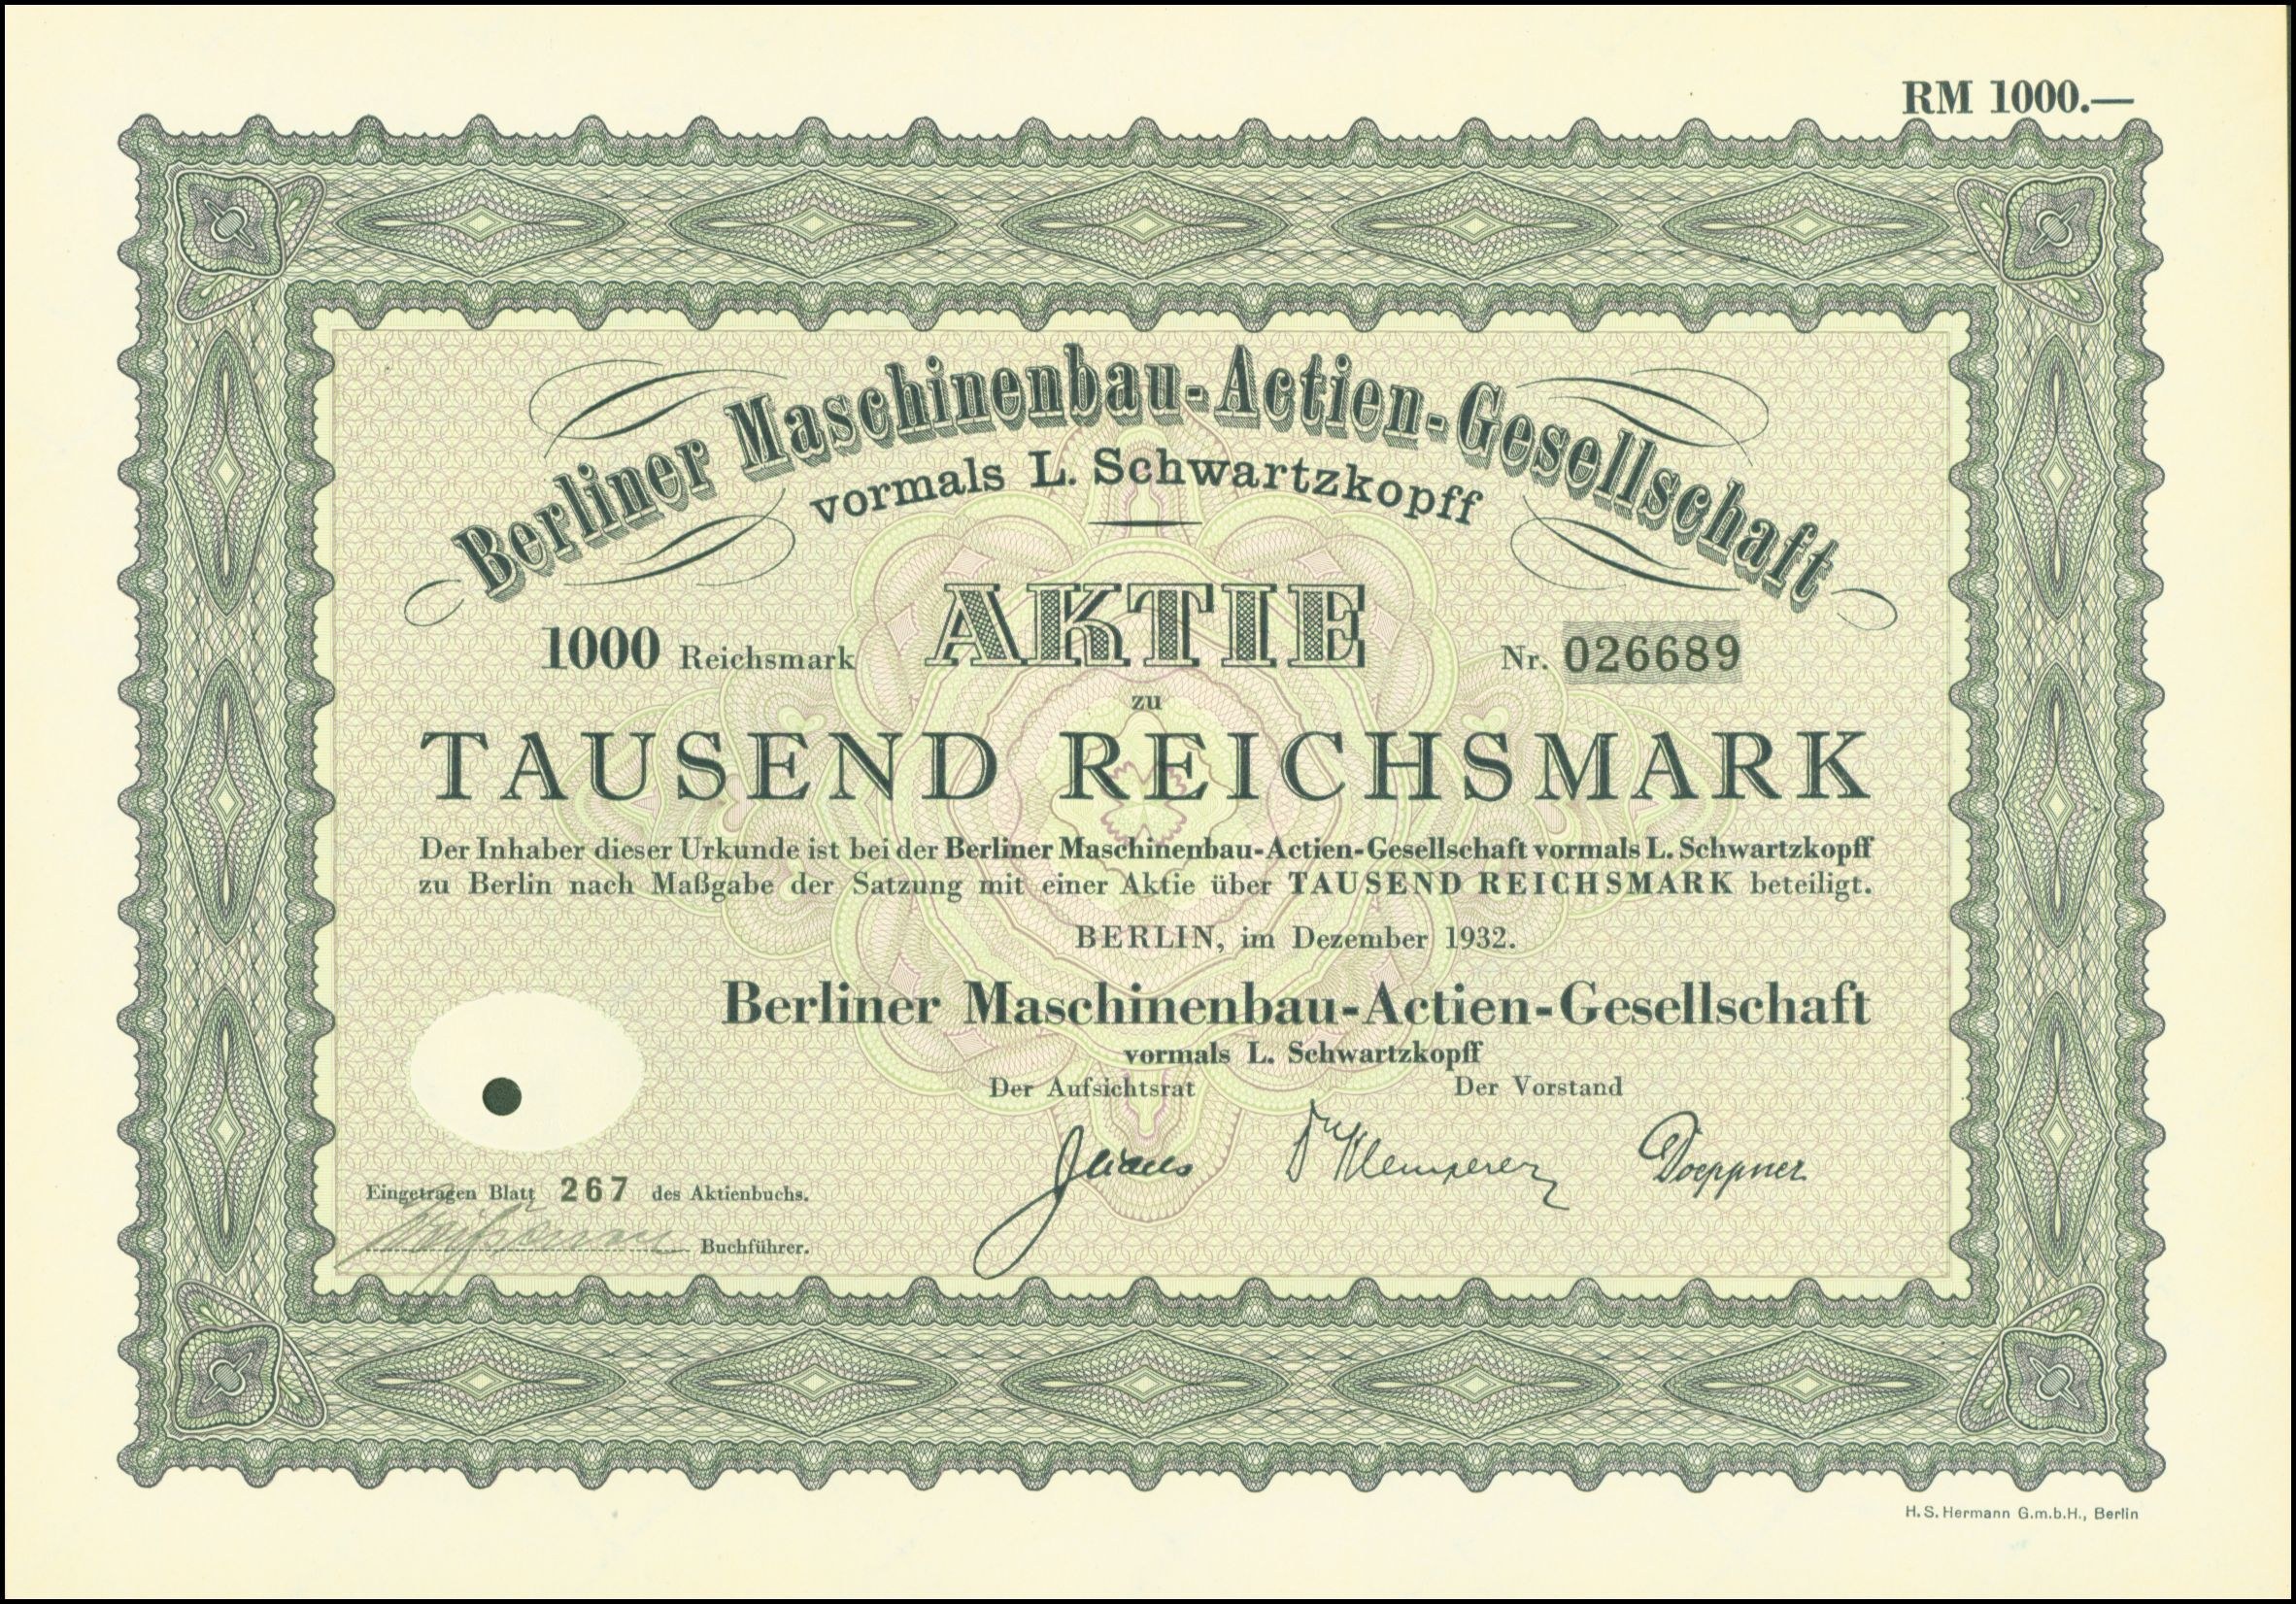 RM 1000.—
Berliner Maschinenbau-Actien-Gesellschaft
vormals L. Schwartzkopff
1000 Reichsmark AKTIE Nr. 026689
zu
TAUSEND REICHSMARK
Der Inhaber dieser Urkunde ist bei der Berliner Maschinenbau-Actien-Gesellschaft vormals L. Schwartzkopff
zu Berlin nach Maßgabe der Satzung mit einer Aktie über TAUSEND REICHSMARK beteiligt.
BERLIN, im Dezember 1932.
Berliner Maschinenbau-Actien-Gesellschaft
vormals L. Schwartzkopff
Der Aufsichtsrat Der Vorstand
Dr Klemperer Doeppner
Eingetragen Blatt 267 des Aktienbuchs.
Buchführer.
H. S. Hermann G.m.b.H., Berlin